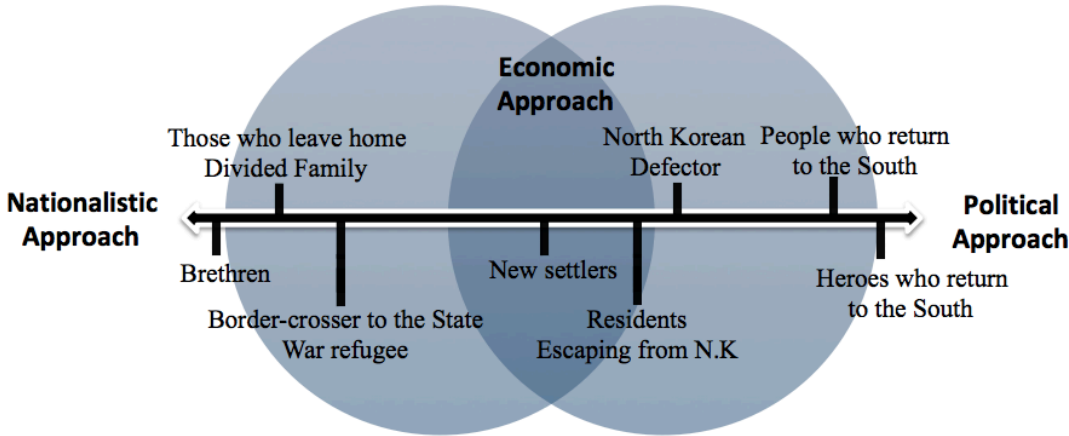 Economic
Approach
Those who leave home
Divided Family
North Korean
Defector
People who return
to the South
Nationalistic
Approach
Political
Approach
Brethren
New settlers
Heroes who return
to the South
Border-crosser to the State
War refugee
Residents
Escaping from N.K